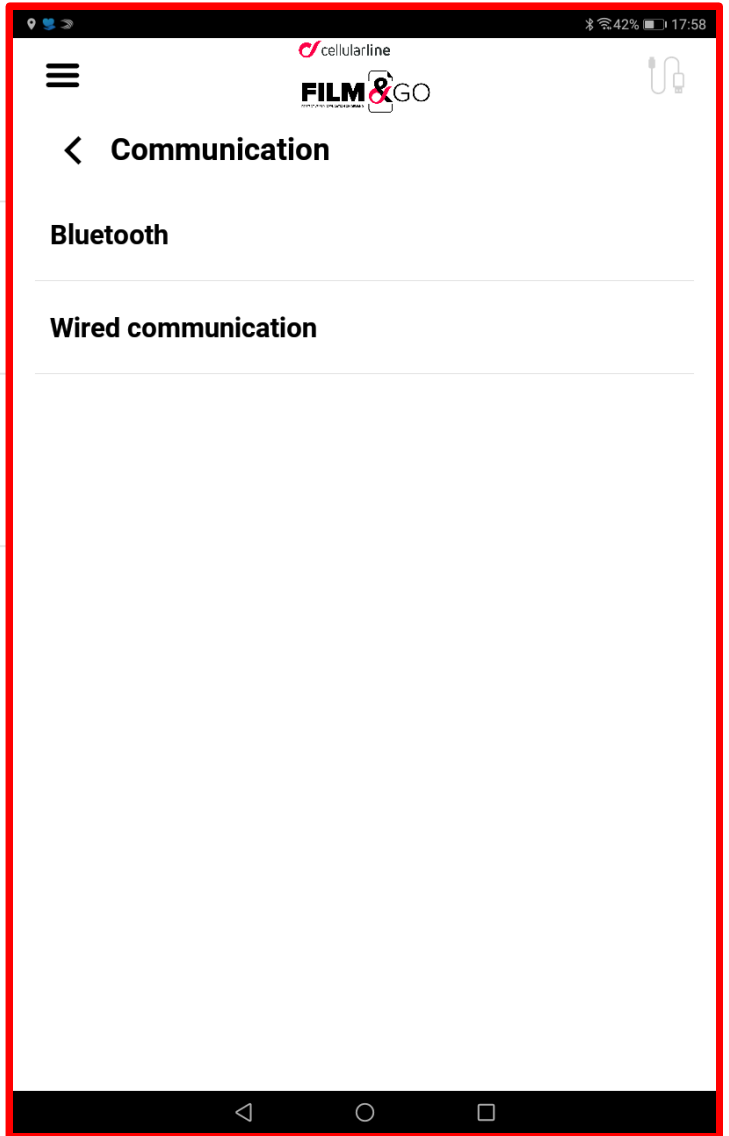 42% 17:58
cellularline
FILM&GO
Communication
Bluetooth
Wired communication